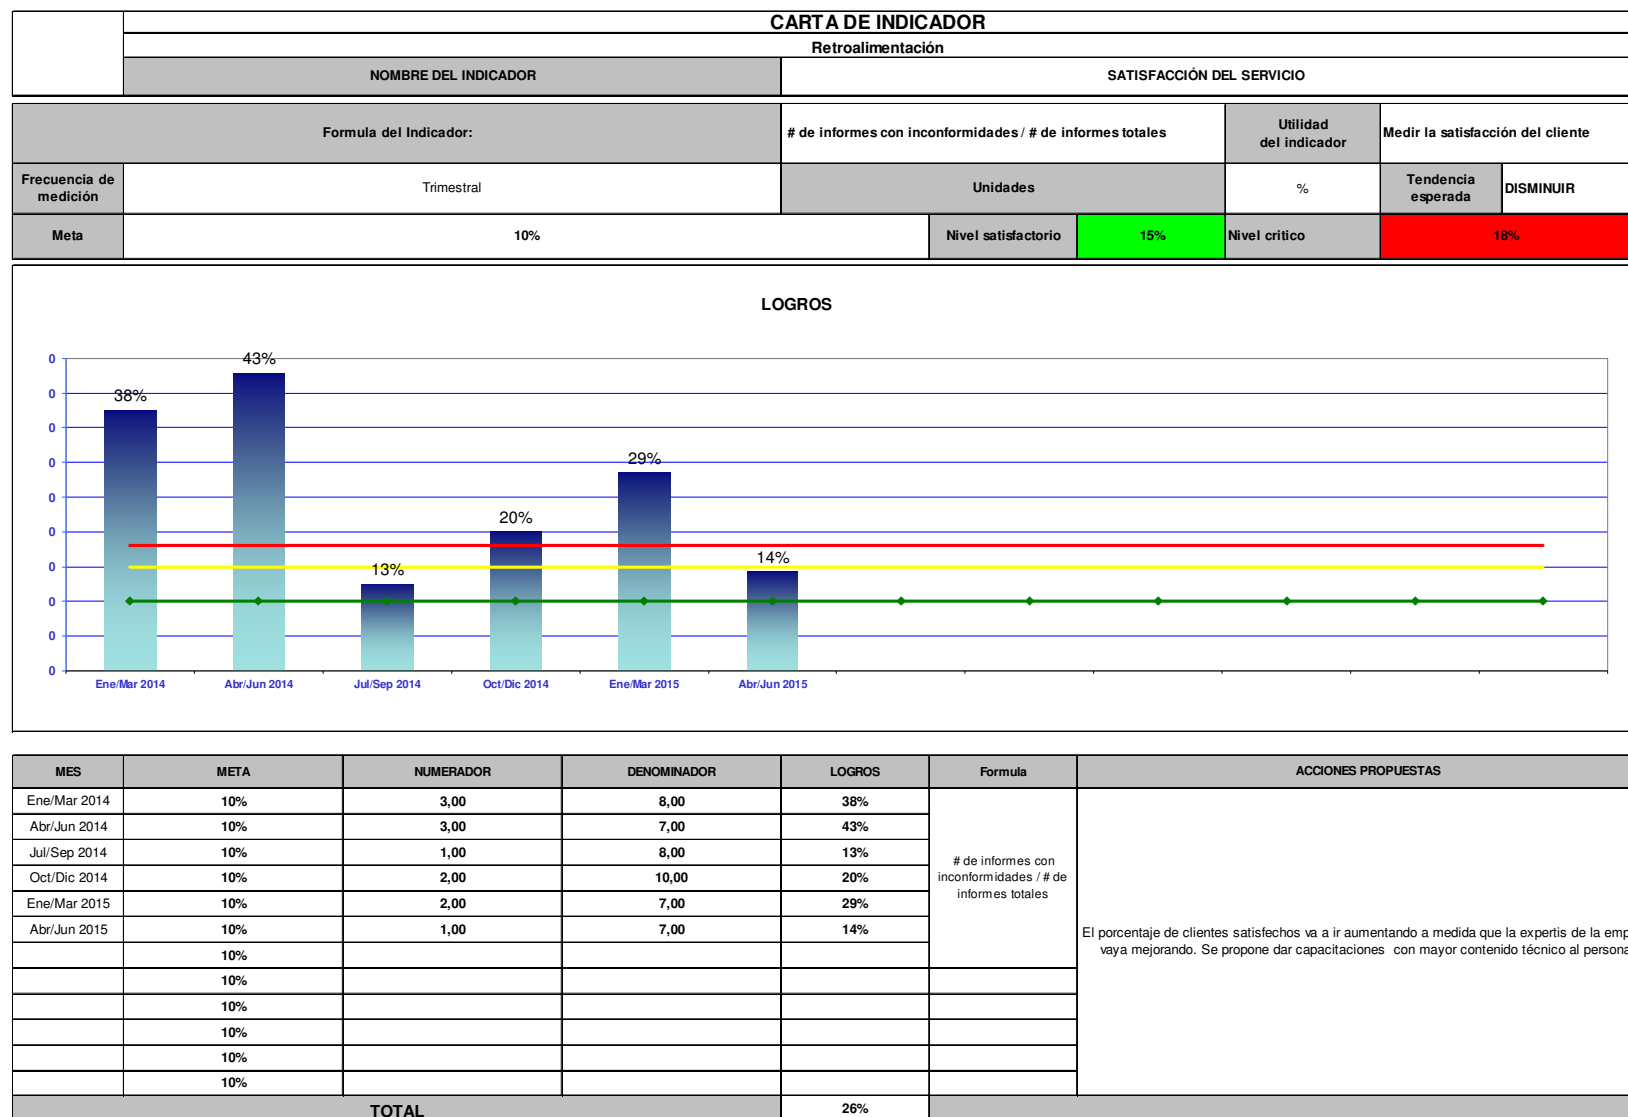 CARTA DE INDICADOR
Retroalimentación
NOMBRE DEL INDICADOR SATISFACCIÓN DEL SERVICIO
Formula del Indicador: # de informes con inconformidades / # de informes totales Utilidad del indicador Medir la satisfacción del cliente
Frecuencia de medición Trimestral Unidades % Tendencia esperada DISMINUIR
Meta 10% Nivel satisfactorio 15% Nivel critico 18%
LOGROS
0
0
0
0
0
0
0
0
0
0
38%
43%
13%
20%
29%
14%
Ene/Mar 2014 Abr/Jun 2014 Jul/Sep 2014 Oct/Dic 2014 Ene/Mar 2015 Abr/Jun 2015
MES META NUMERADOR DENOMINADOR LOGROS Formula ACCIONES PROPUESTAS
Ene/Mar 2014 10% 3,00 8,00 38%
Abr/Jun 2014 10% 3,00 7,00 43%
Jul/Sep 2014 10% 1,00 8,00 13%
Oct/Dic 2014 10% 2,00 10,00 20%
Ene/Mar 2015 10% 2,00 7,00 29%
Abr/Jun 2015 10% 1,00 7,00 14%
10%
10%
10%
10%
10%
10%
# de informes con
inconformidades / # de
informes totales
El porcentaje de clientes satisfechos va a ir aumentando a medida que la expertis de la emp
vaya mejorando. Se propone dar capacitaciones con mayor contenido técnico al persona
TOTAL 26%